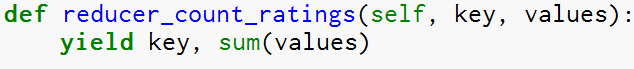 def reducer_count_ratings(self, key, values):
    yield key, sum(values)